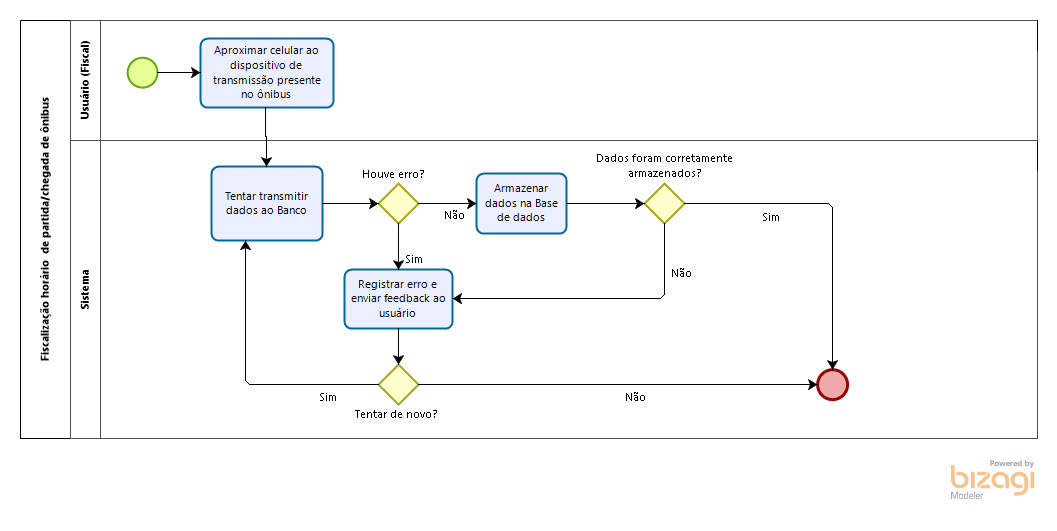 Fiscalização horário de partida/chegada de ônibus
Usuário (Fiscal)
Aproximar celular ao
dispositivo de
transmissão presente
no ônibus
Sistema
Tentar transmitir
dados ao Banco
Houve erro?
Não
Sim
Armazenar
dados na Base
de dados
Dados foram corretamente
armazenados?
Sim
Não
Registrar erro e
enviar feedback ao
usuário
Sim
Tentar de novo?
Não
Powered by
bizagi
Modeler